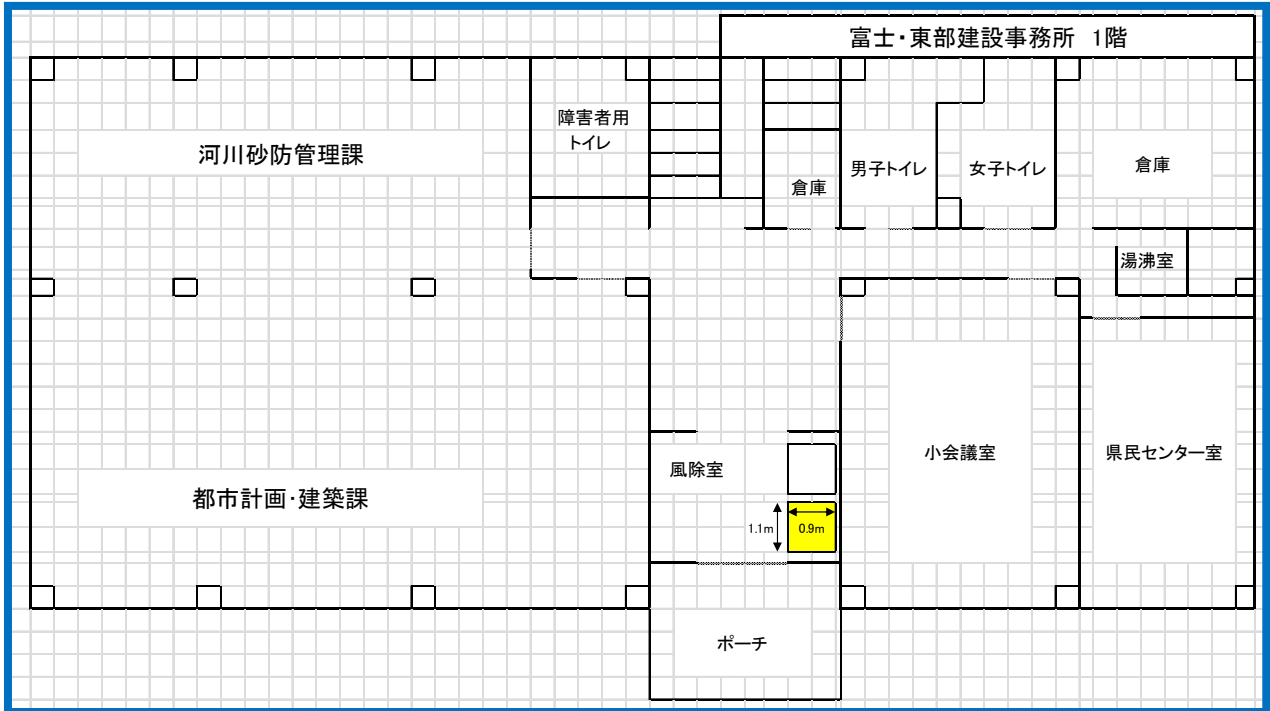 富士・東部建設事務所 1階
障害者用
トイレ
河川砂防管理課
男子トイレ
女子トイレ
倉庫
倉庫
湯沸室
小会議室
県民センター室
風除室
都市計画・建築課
1.1m
0.9m
ポーチ